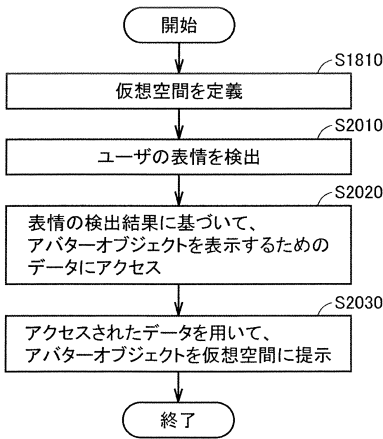 開始
S1810
仮想空間を定義
S2010
ユーザの表情を検出
S2020
表情の検出結果に基づいて、
アバターオブジェクトを表示するための
データにアクセス
S2030
アクセスされたデータを用いて、
アバターオブジェクトを仮想空間に提示
終了